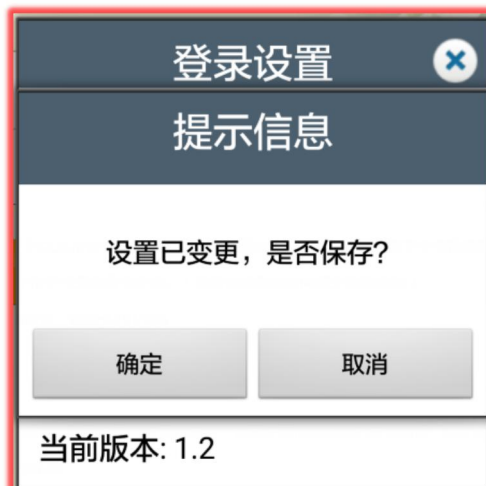 登录设置
提示信息
设置已变更，是否保存?
确定
取消
当前版本: 1.2